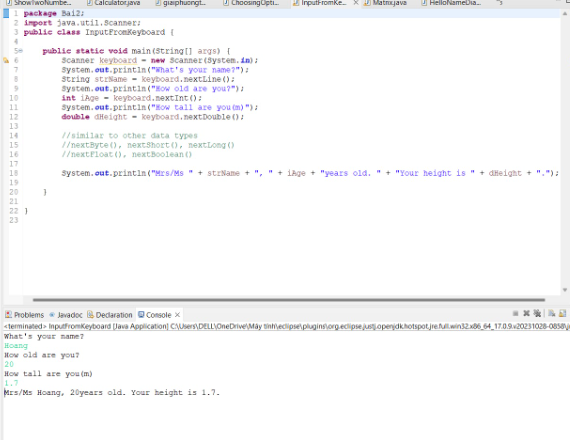 ShowTwoNumbe...
Calculator.java
giaiphuongt...
ChoosingOpti...
InputFromKe...
Matrix.java
HelloNameDia...
1 package Bai2;
2 import java.util.Scanner;
3 public class InputFromKeyboard {
4
5 public static void main(String[] args) {
6 Scanner keyboard = new Scanner(System.in);
7 System.out.println("What's your name?");
8 String strName = keyboard.nextLine();
9 System.out.println("How old are you?");
10 int iAge = keyboard.nextInt();
11 System.out.println("How tall are you(m)");
12 double dHeight = keyboard.nextDouble();
13
14 //similar to other data types
15 //nextByte(), nextShort(), nextLong()
16 //nextFloat(), nextBoolean()
17
18 System.out.println("Mrs/Ms " + strName + ", " + iAge + "years old. " + "Your height is " + dHeight + ".");
19
20 }
21
22 }
23
Problems Javadoc Declaration Console
<terminated> InputFromKeyboard [Java Application] C:\Users\DELL\OneDrive\Máy tính\eclipse\plugins\org.eclipse.justj.openjdk.hotspot.jre.full.win32.x86_64_17.0.9.v20231028-0858\j
What's your name?
Hoang
How old are you?
20
How tall are you(m)
1.7
Mrs/Ms Hoang, 20years old. Your height is 1.7.